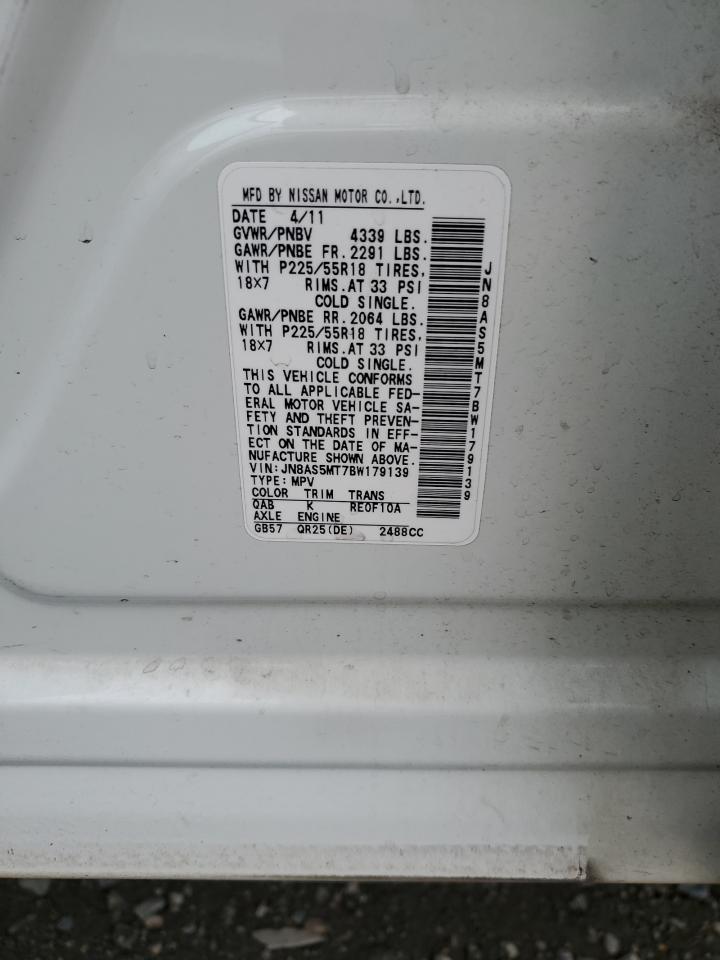 MFD BY NISSAN MOTOR CO.,LTD.
DATE 4/11
GVWR/PNBV 4339 LBS.
GAWR/PNBE FR.2291 LBS.
WITH P225/55R18 TIRES,
18X7 RIMS.AT 33 PSI
COLD SINGLE.
GAWR/PNBE RR.2064 LBS.
WITH P225/55R18 TIRES,
18X7 RIMS.AT 33 PSI
COLD SINGLE.
THIS VEHICLE CONFORMS
TO ALL APPLICABLE FED-
ERAL MOTOR VEHICLE SA-
FETY AND THEFT PREVEN-
TION STANDARDS IN EFF-
ECT ON THE DATE OF MA-
NUFACTURE SHOWN ABOVE.
VIN:JN8AS5MT7BW179139
TYPE:MPV
COLOR TRIM TRANS
QAB K RE0F10A
AXLE ENGINE
GB57 QR25(DE) 2488CC
JN8AS5MT7BW179139